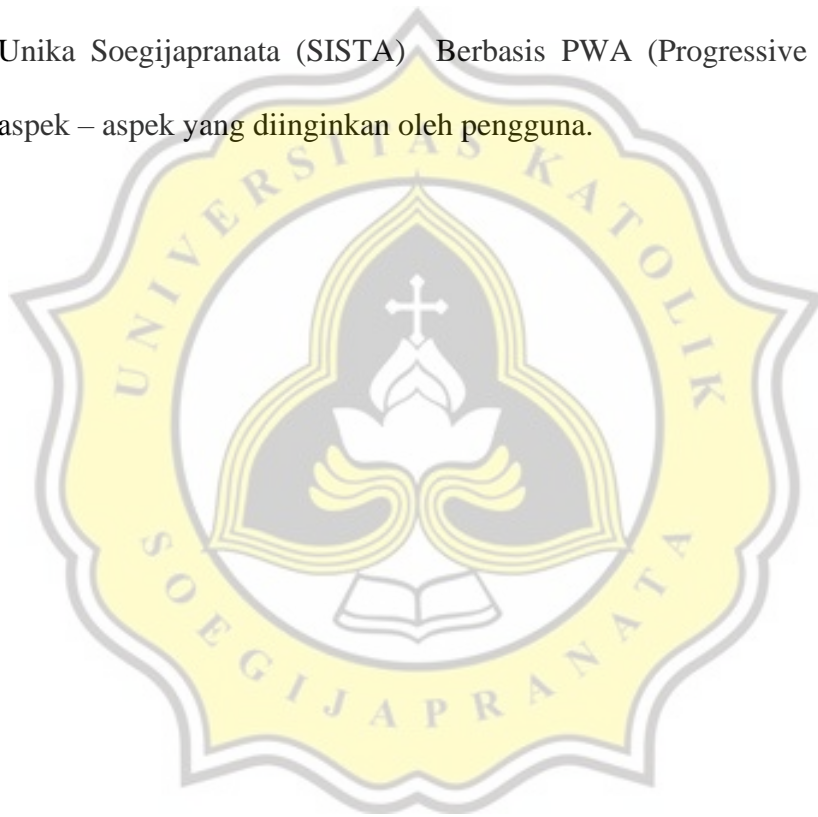 Unika Soegijapranata (SISTA) Berbasis PWA (Progressive
aspek – aspek yang diinginkan oleh pengguna.
UNIVERSITAS KATOLIK
SOEGIJAPRANATA